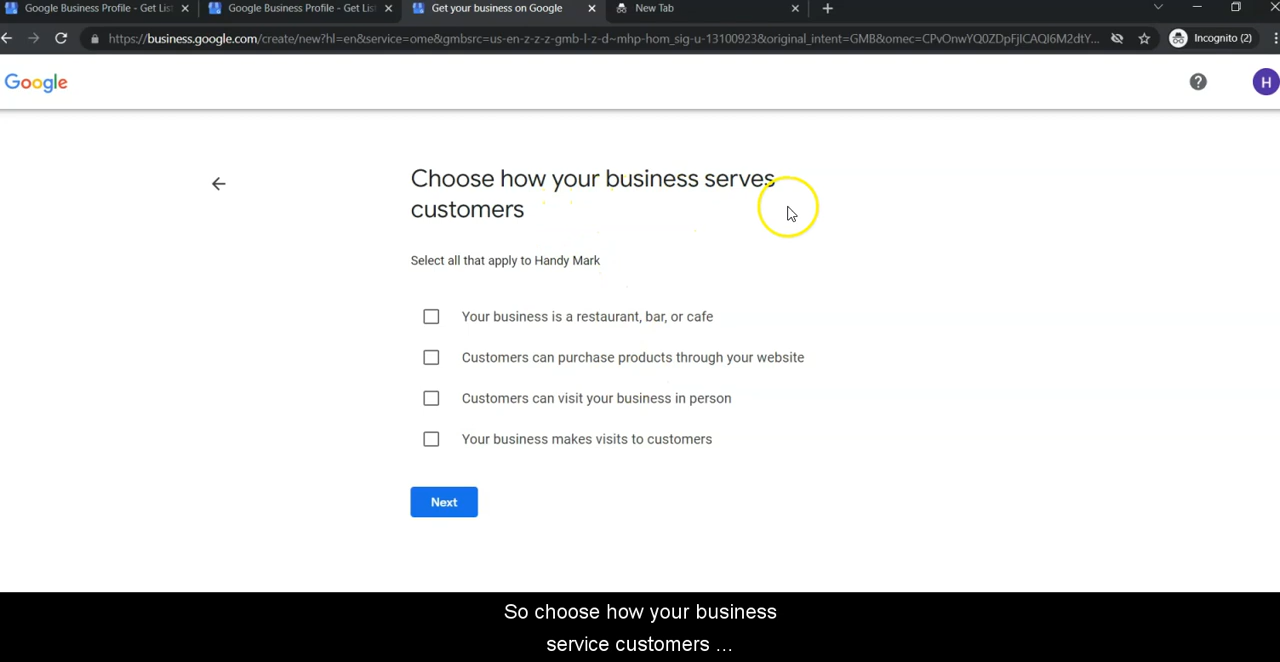 Google Business Profile - Get List
Google Business Profile - Get List
Get your business on Google
New Tab
https://business.google.com/create/new?hl=en&service=ome&gmbsrc=us-en-z-z-z-gmb-l-z-d~mhp-hom_sig-u-13100923&original_intent=GMB&omec=CPvOnwYQ0ZDpFjICAQI6M2dtY...
Incognito (2)
Google
H
Choose how your business serves
customers
Select all that apply to Handy Mark
Your business is a restaurant, bar, or cafe
Customers can purchase products through your website
Customers can visit your business in person
Your business makes visits to customers
Next
So choose how your business
service customers ...